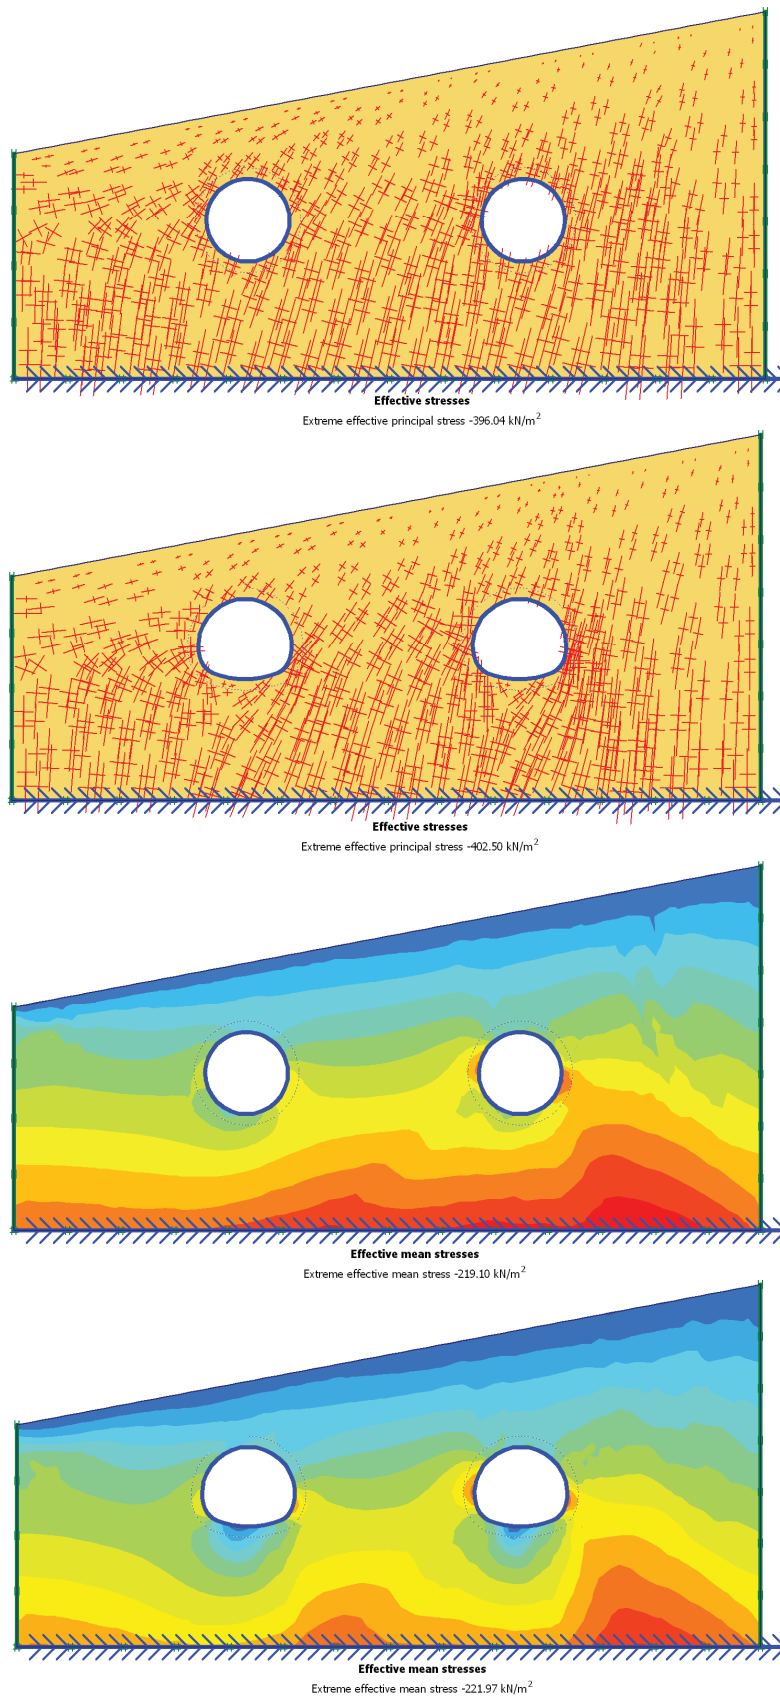 Effective stresses
Extreme effective principal stress -396.04 kN/m²
Effective stresses
Extreme effective principal stress -402.50 kN/m²
Effective mean stresses
Extreme effective mean stress -219.10 kN/m²
Effective mean stresses
Extreme effective mean stress -221.97 kN/m²